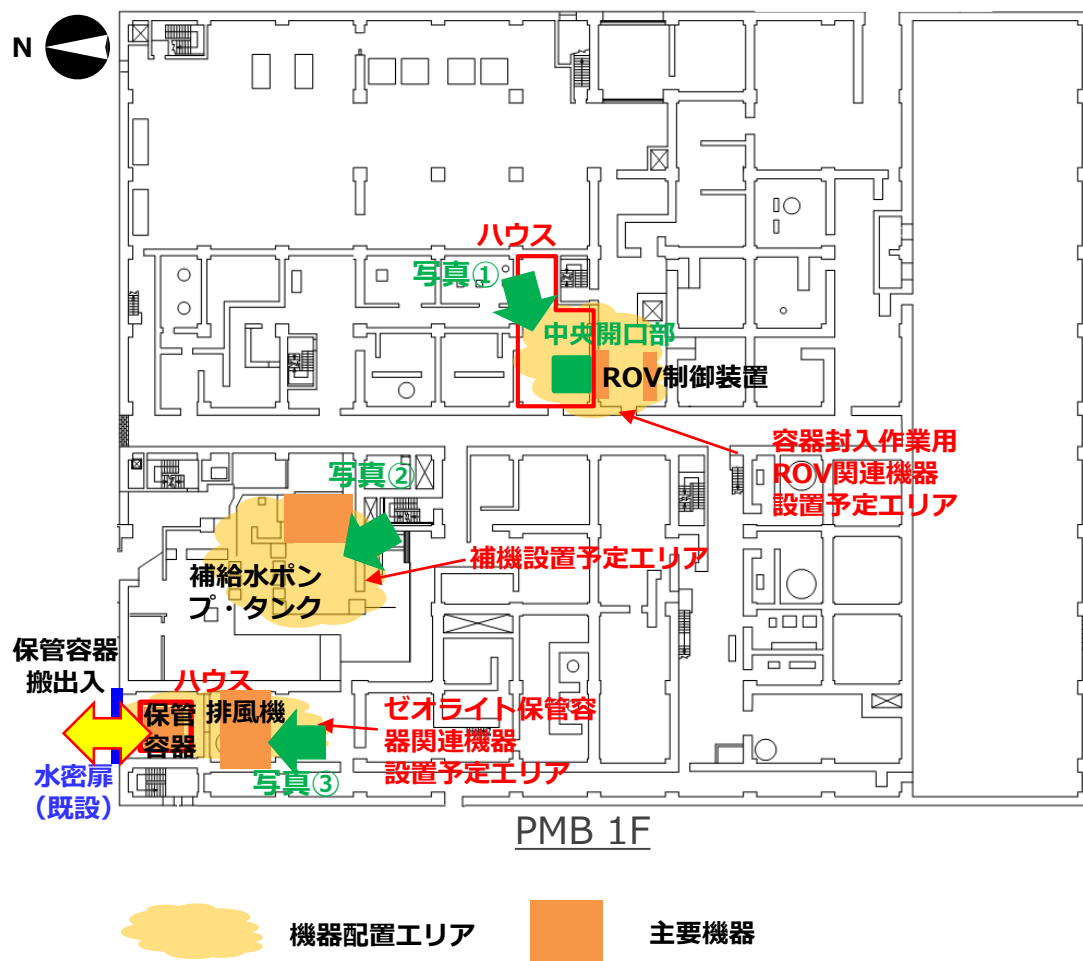 N
ハウス
写真①
中央開口部
ROV制御装置
容器封入作業用
ROV関連機器
設置予定エリア
写真②
補機設置予定エリア
補給水ポン
プ・タンク
保管容器
搬出入
ハウス
保管
容器
排風機
ゼオライト保管容
器関連機器
設置予定エリア
写真③
水密扉
（既設）
PMB 1F
機器配置エリア
主要機器